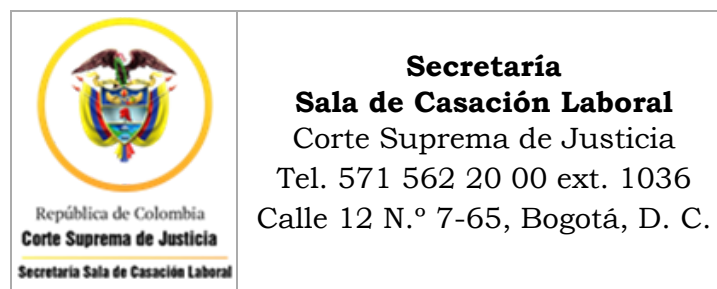 República de Colombia
Corte Suprema de Justicia
Secretaría Sala de Casación Laboral
Secretaría
Sala de Casación Laboral
Corte Suprema de Justicia
Tel. 571 562 20 00 ext. 1036
Calle 12 N.º 7-65, Bogotá, D. C.